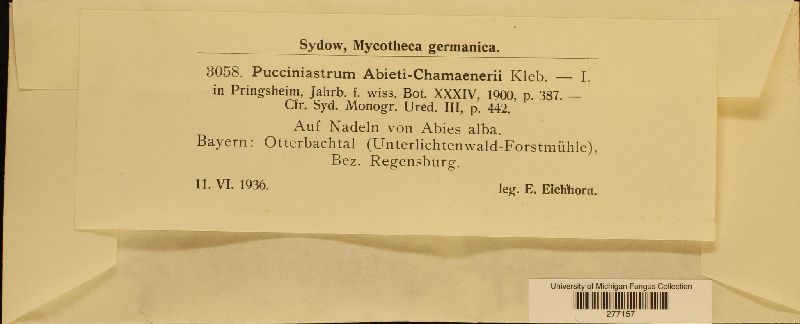 Sydow, Mycotheca germanica.
3058. Pucciniastrum Abieti-Chamaenerii Kleb. — I.
in Pringsheim, Jahrb. f. wiss. Bot. XXXIV, 1900, p. 387. —
Cfr. Syd. Monogr. Ured. III, p. 442.
Auf Nadeln von Abies alba.
Bayern: Otterbachtal (Unterlichtenwald-Forstmühle),
Bez. Regensburg.
11. VI. 1936. leg. E. Eichhorn.
University of Michigan Fungus Collection
277157